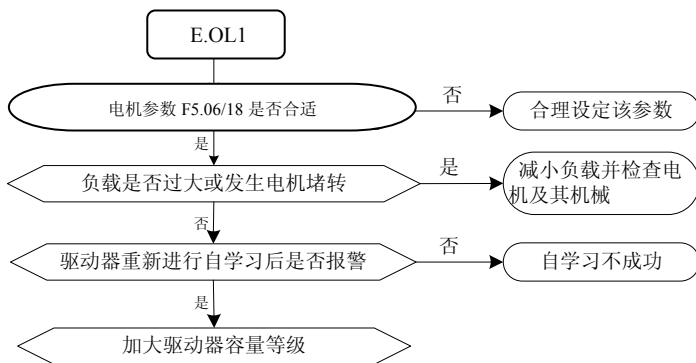 E.OL1
电机参数 F5.06/18 是否合适
否
合理设定该参数
是
负载是否过大或发生电机堵转
是
减小负载并检查电
机及其机械
否
驱动器重新进行自学习后是否报警
否
自学习不成功
是
加大驱动器容量等级